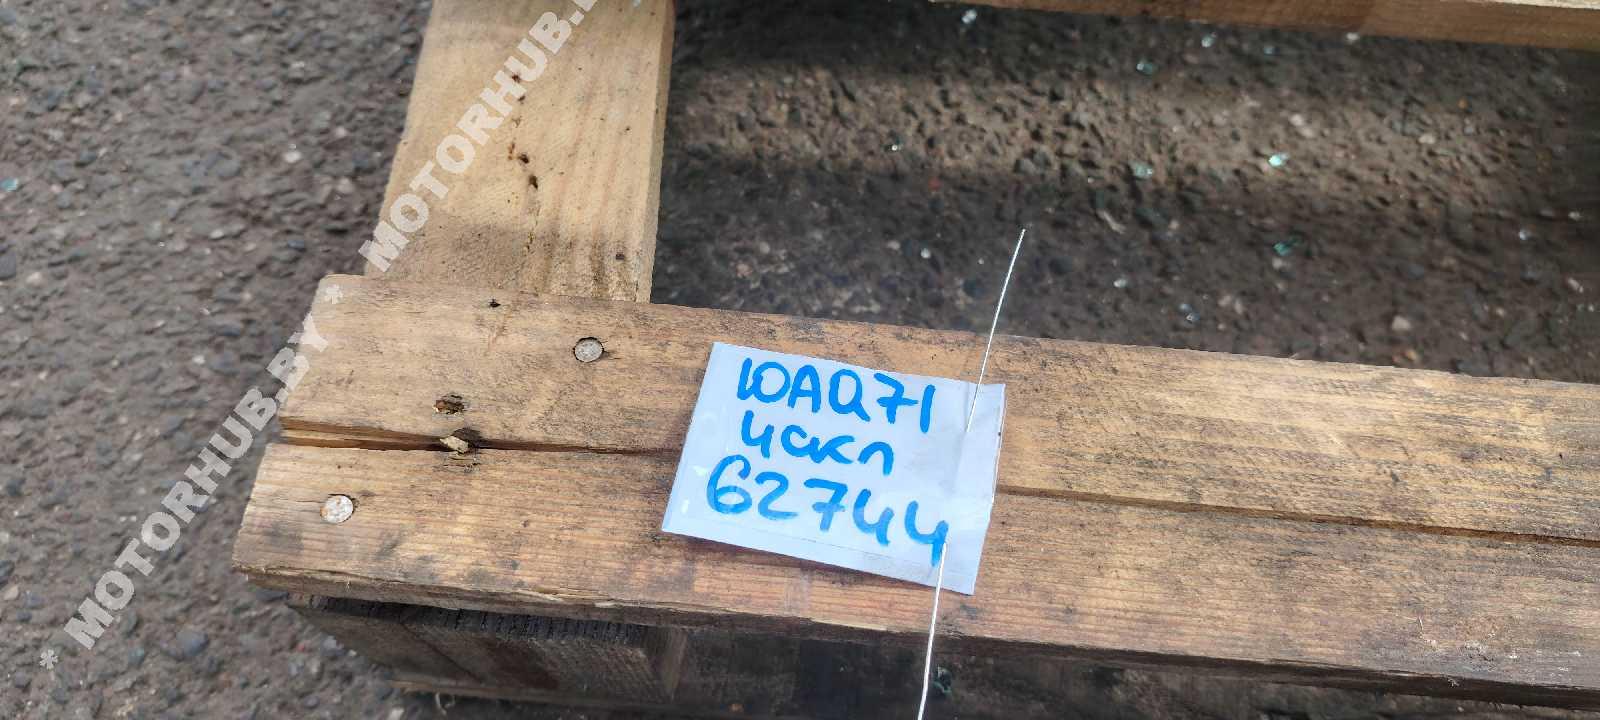 MOTORHUB.BY
* MOTORHUB.BY *
10AQ71
4скл
62744